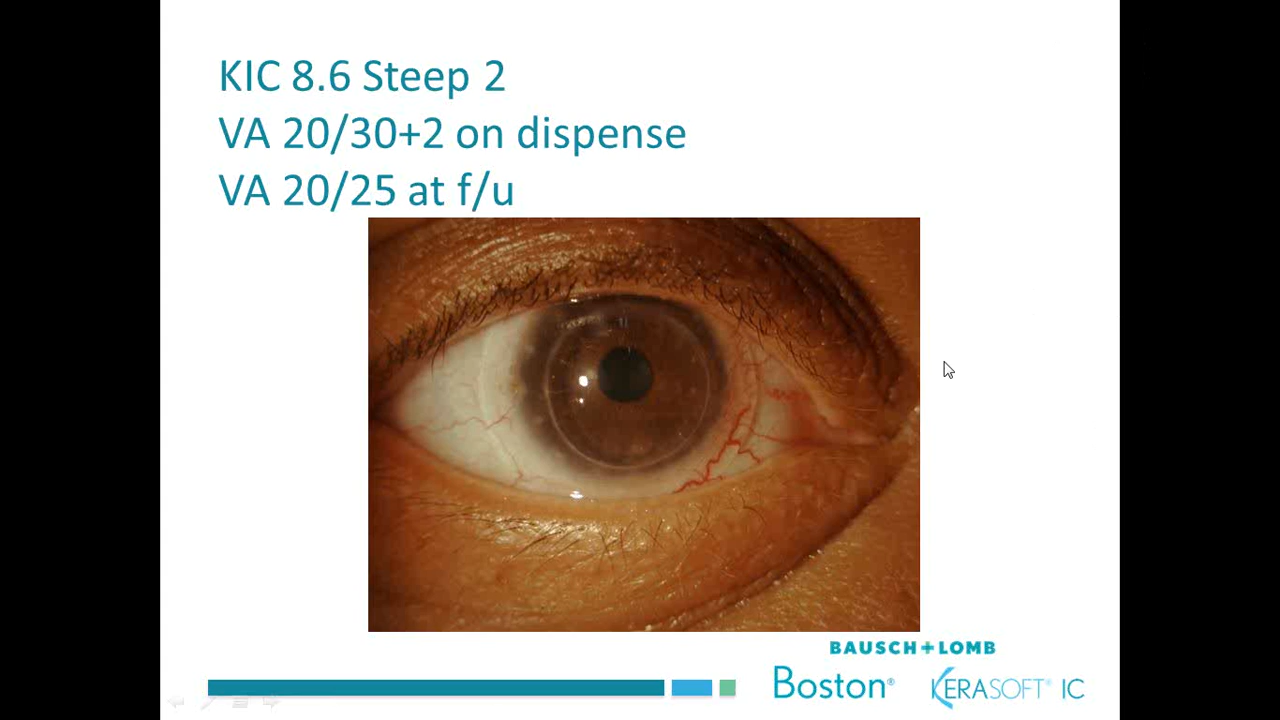 KIC 8.6 Steep 2
VA 20/30+2 on dispense
VA 20/25 at f/u
BAUSCH+LOMB
Boston®
KERASOFT® IC